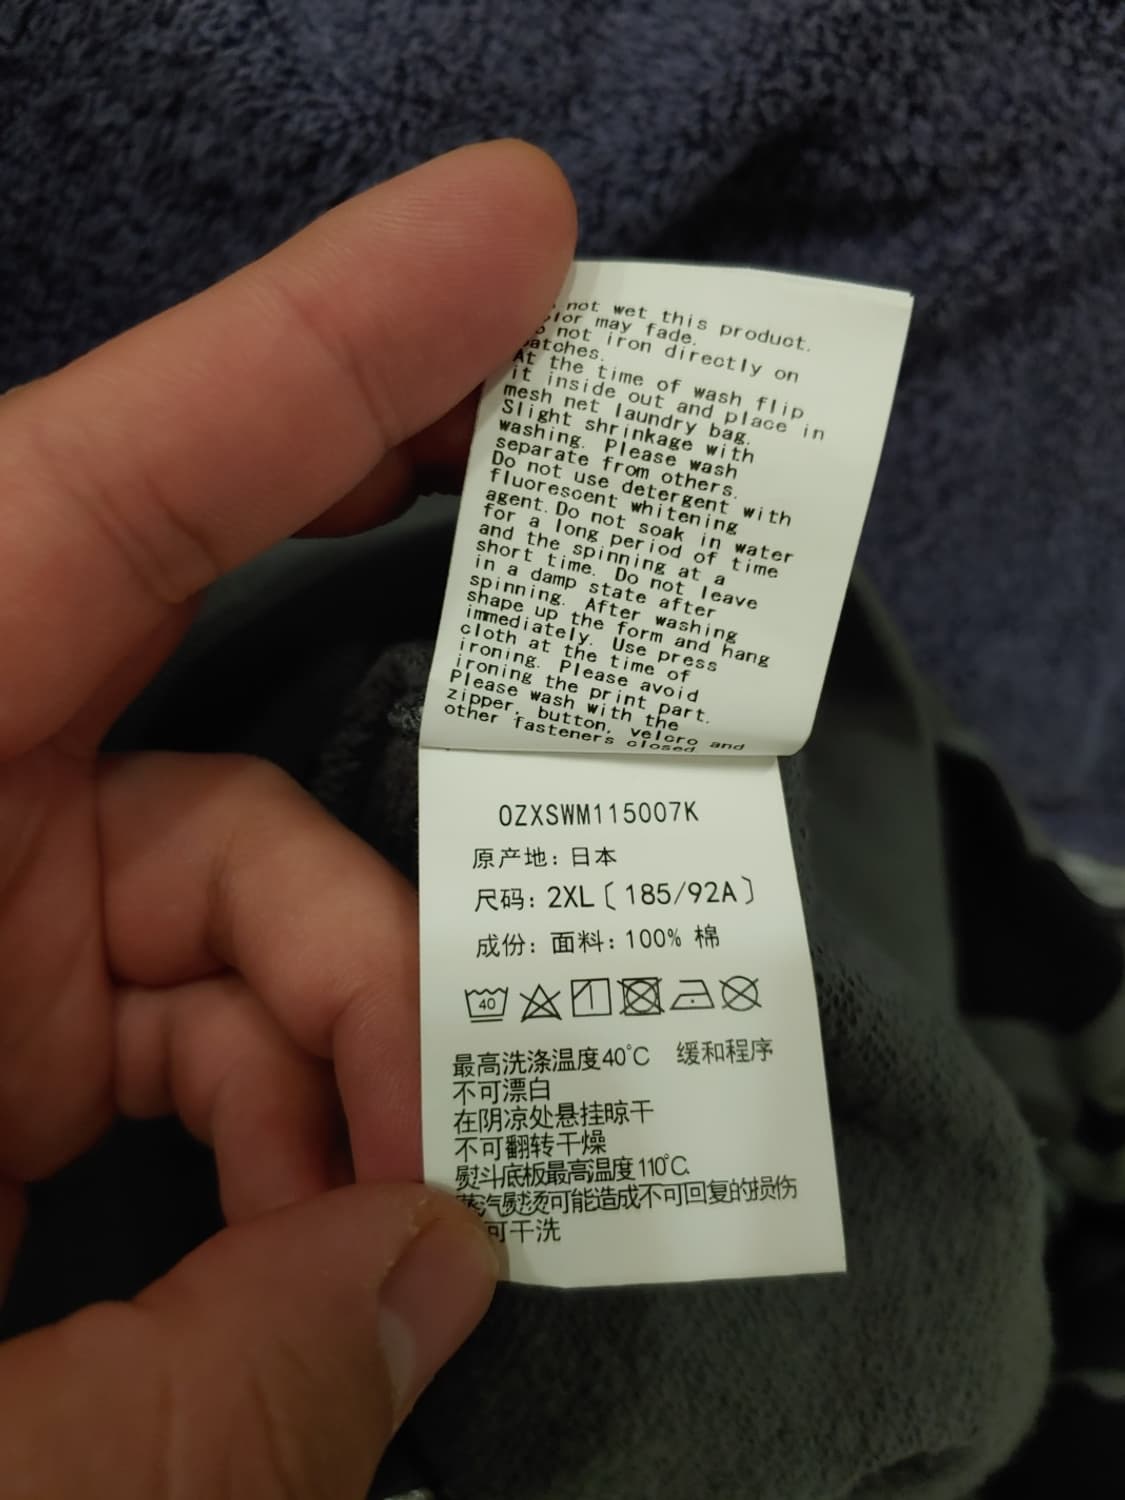 not wet this product.
color may fade.
not iron directly on
patches.
At the time of wash flip
it inside out and place in
mesh net laundry bag.
Slight shrinkage with
washing. Please wash
separate from others.
Do not use detergent with
fluorescent whitening
agent. Do not soak in water
for a long period of time
and the spinning at a
short time. Do not leave
in a damp state after
spinning. After washing
shape up the form and hang
immediately. Use press
cloth at the time of
ironing. Please avoid
ironing the print part.
Please wash with the
zipper, button, velcro and
other fasteners closed
OZXSWM115007K
原产地: 日本
尺码: 2XL〔185/92A〕
成份: 面料: 100% 棉
40
最高洗涤温度40℃ 缓和程序
不可漂白
在阴凉处悬挂晾干
不可翻转干燥
熨斗底板最高温度110℃
蒸汽熨烫可能造成不可回复的损伤
可干洗